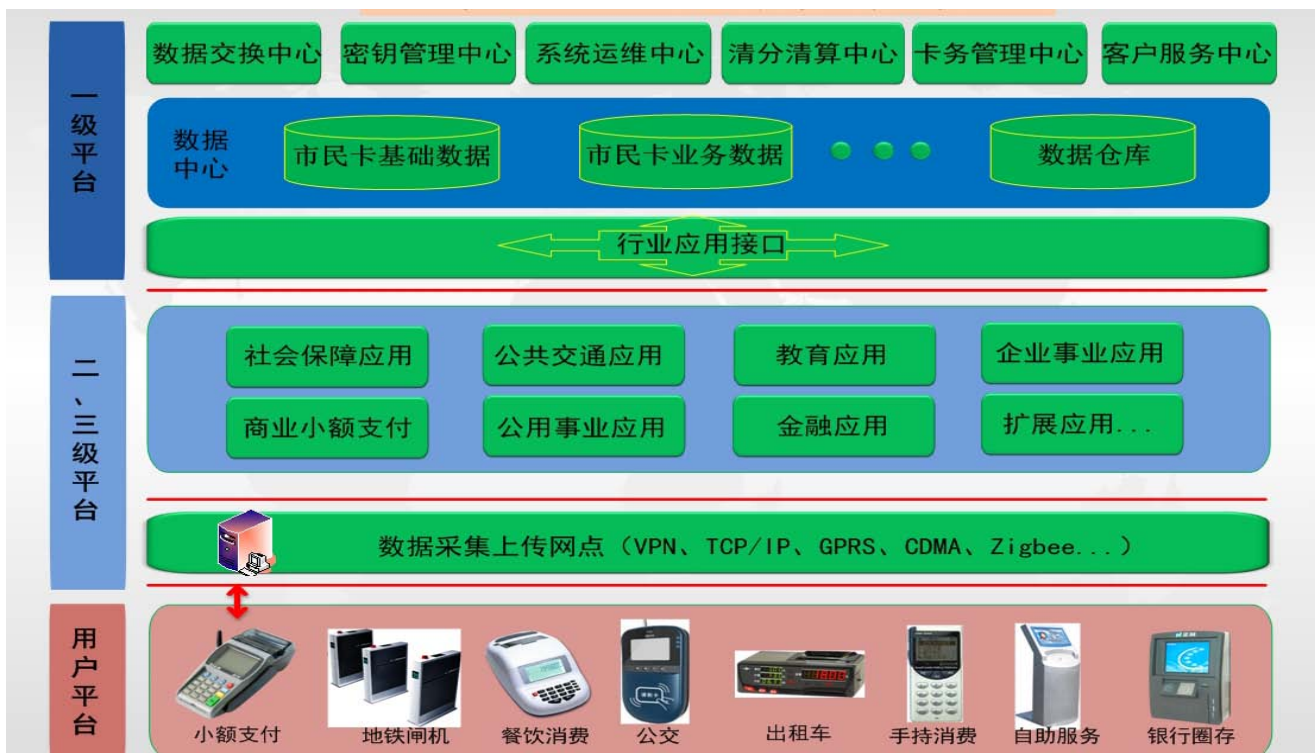 数据交换中心 密钥管理中心 系统运维中心 清分清算中心 卡务管理中心 客户服务中心
一级平台
数据中心
市民卡基础数据 市民卡业务数据 数据仓库
行业应用接口
二、三级平台
社会保障应用 公共交通应用 教育应用 企业事业应用
商业小额支付 公用事业应用 金融应用 扩展应用...
数据采集上传网点（VPN、TCP/IP、GPRS、CDMA、Zigbee...）
用户平台
小额支付 地铁闸机 餐饮消费 公交 出租车 手持消费 自助服务 银行圈存